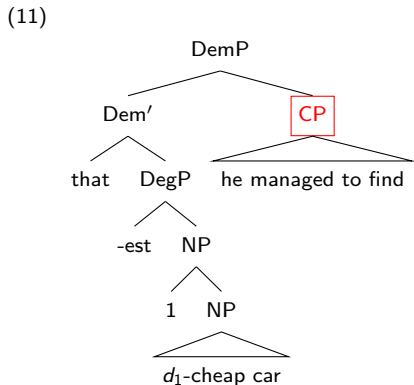 (11)
DemP
Dem′ CP
that DegP he managed to find
-est NP
1 NP
d₁-cheap car